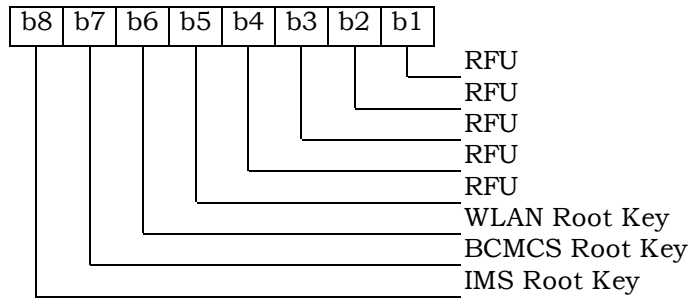 b8 b7 b6 b5 b4 b3 b2 b1
RFU
RFU
RFU
RFU
RFU
WLAN Root Key
BCMCS Root Key
IMS Root Key